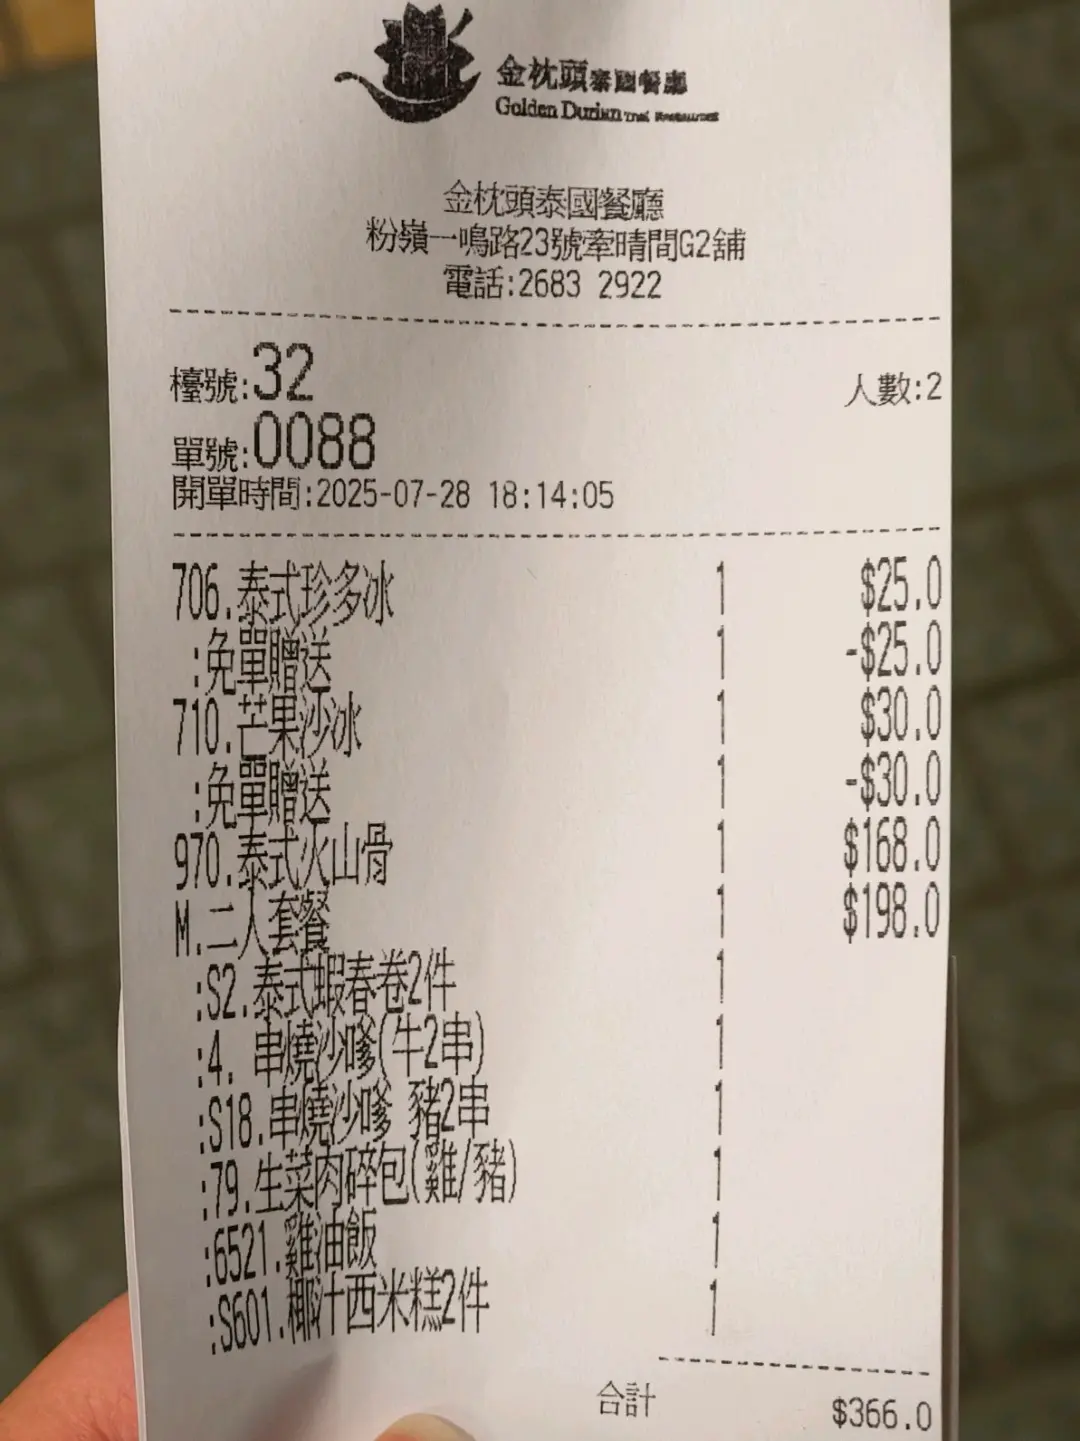 金枕頭泰國餐廳
Golden Durian Thai Restaurant
金枕頭泰國餐廳
粉嶺一鳴路23號牽晴間G2舖
電話:2683 2922
檯號:32 人數:2
單號:0088
開單時間:2025-07-28 18:14:05
706.泰式珍多冰 1 $25.0
:免單贈送 1 -$25.0
710.芒果沙冰 1 $30.0
:免單贈送 1 -$30.0
970.泰式火山骨 1 $168.0
M.二人套餐 1 $198.0
:S2.泰式蝦春卷2件 1
:4. 串燒沙嗲(牛2串) 1
:S18.串燒沙嗲 豬2串 1
:79.生菜肉碎包(雞/豬) 1
:6521.雞油飯 1
:S601.椰汁西米糕2件 1
合計 $366.0